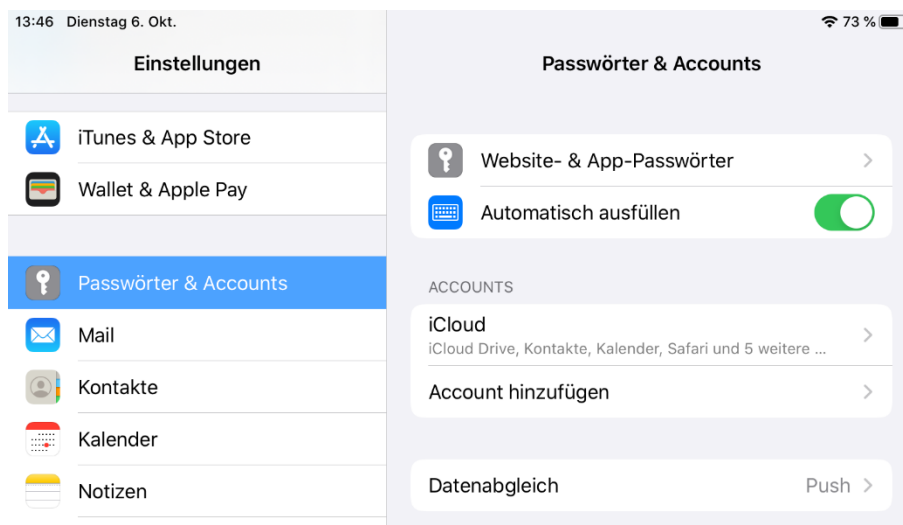 13:46 Dienstag 6. Okt.
73 %
Einstellungen
iTunes & App Store
Wallet & Apple Pay
Passwörter & Accounts
Mail
Kontakte
Kalender
Notizen
Passwörter & Accounts
Website- & App-Passwörter
Automatisch ausfüllen
ACCOUNTS
iCloud
iCloud Drive, Kontakte, Kalender, Safari und 5 weitere ...
Account hinzufügen
Datenabgleich Push